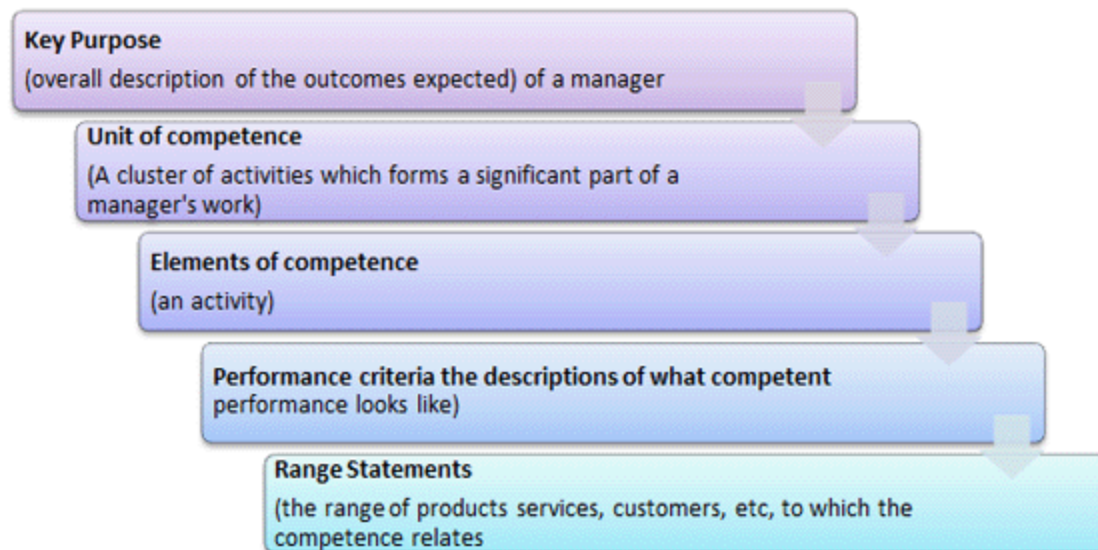 Key Purpose
(overall description of the outcomes expected) of a manager
Unit of competence
(A cluster of activities which forms a significant part of a
manager's work)
Elements of competence
(an activity)
Performance criteria the descriptions of what competent
performance looks like)
Range Statements
(the range of products services, customers, etc, to which the
competence relates